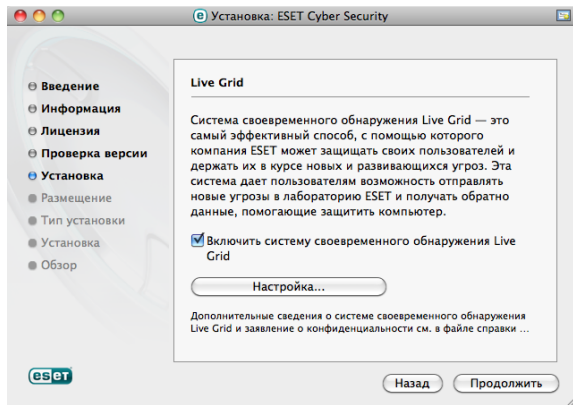 Установка: ESET Cyber Security
Введение
Информация
Лицензия
Проверка версии
Установка
Размещение
Тип установки
Установка
Обзор
Live Grid
Система своевременного обнаружения Live Grid — это
самый эффективный способ, с помощью которого
компания ESET может защищать своих пользователей и
держать их в курсе новых и развивающихся угроз. Эта
система дает пользователям возможность отправлять
новые угрозы в лабораторию ESET и получать обратно
данные, помогающие защитить компьютер.
Включить систему своевременного обнаружения Live
Grid
Настройка...
Дополнительные сведения о системе своевременного обнаружения
Live Grid и заявление о конфиденциальности см. в файле справки ...
eset
Назад
Продолжить